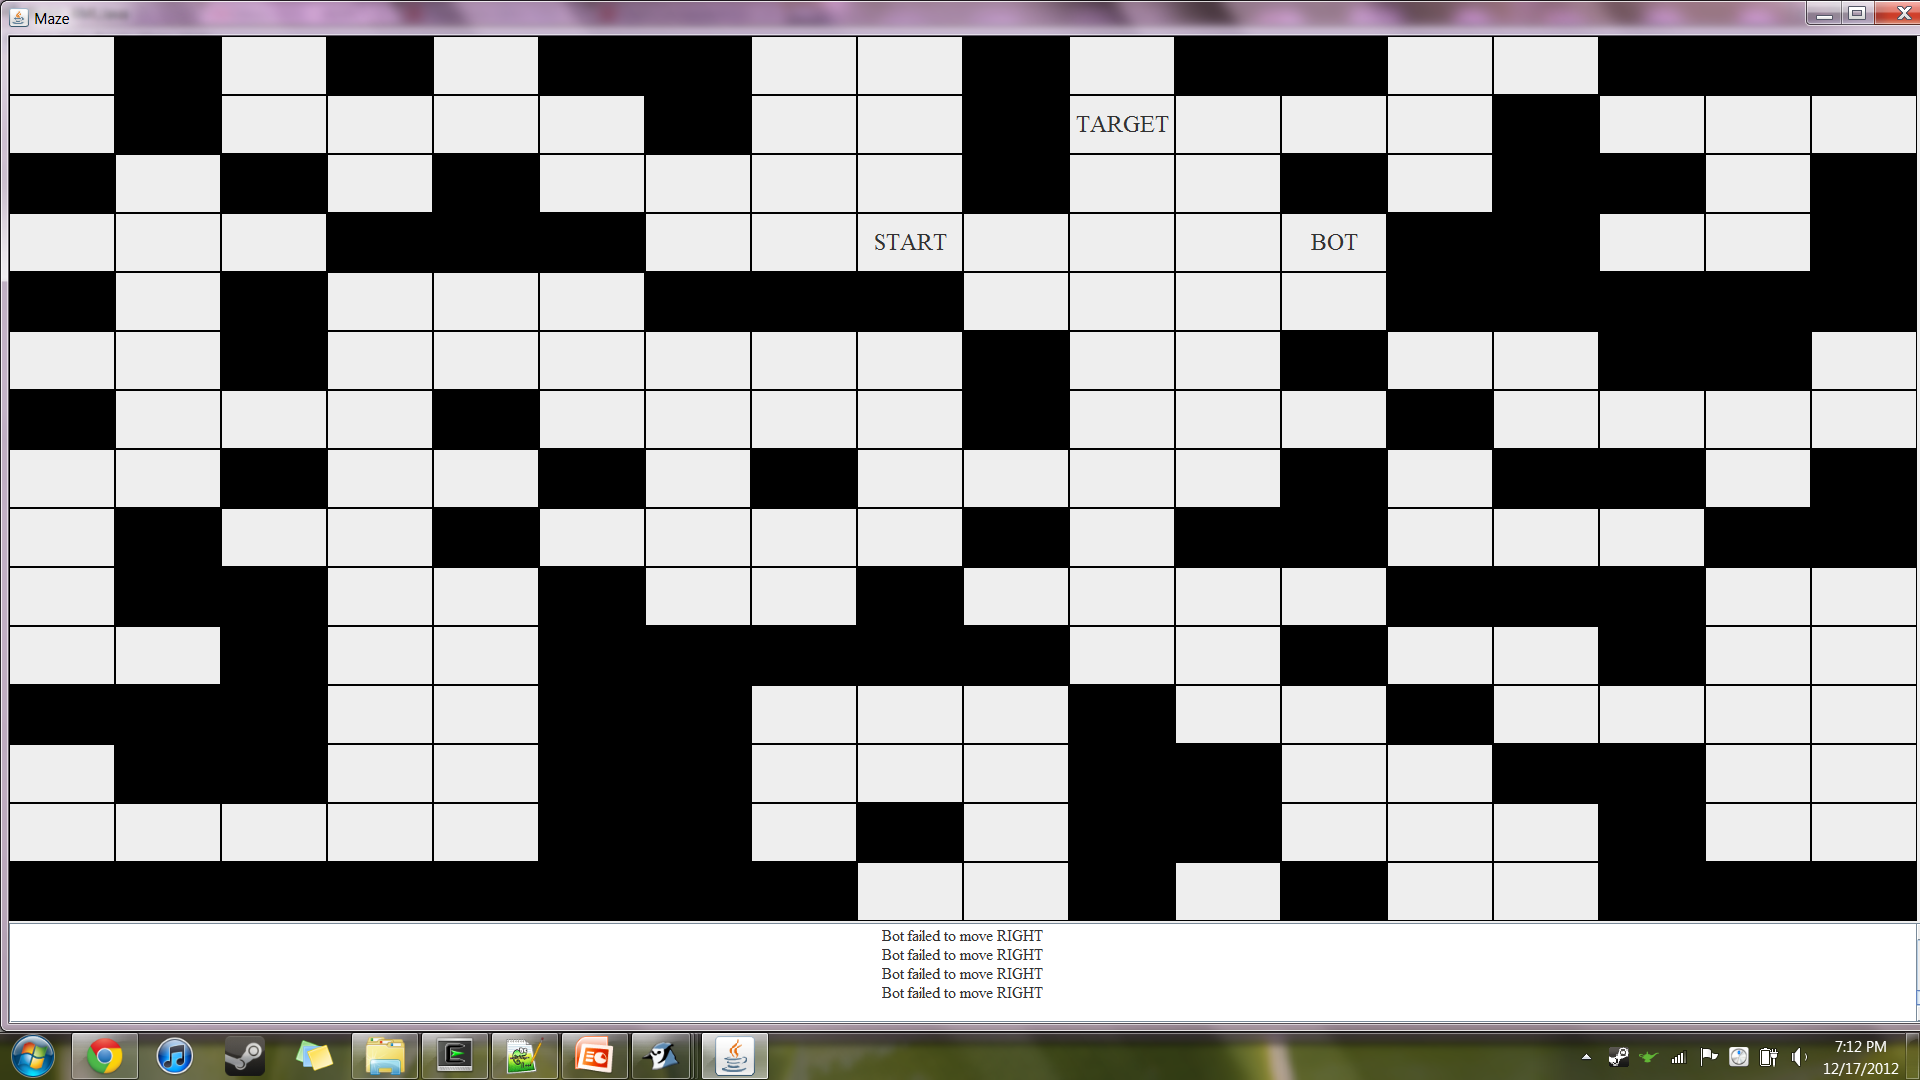 Maze
TARGET
START
BOT
Bot failed to move RIGHT
Bot failed to move RIGHT
Bot failed to move RIGHT
Bot failed to move RIGHT
7:12 PM
12/17/2012